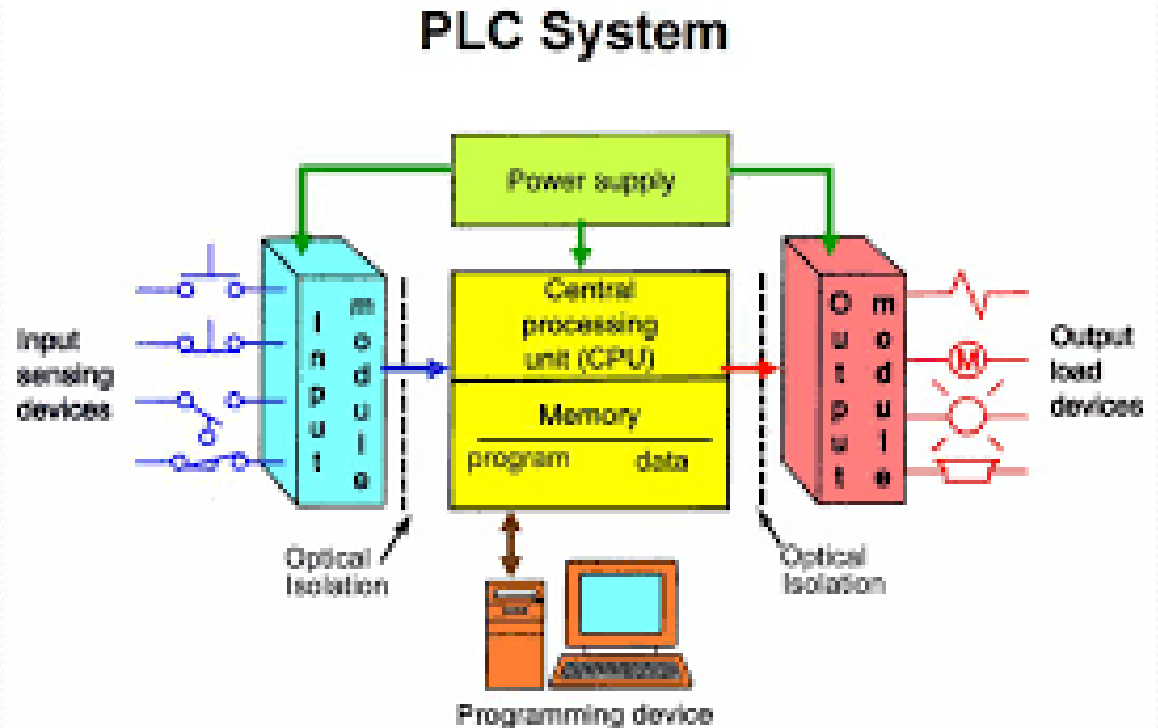 PLC System
Power supply
Input
sensing
devices
Input
module
Central
processing
unit (CPU)
Memory
program data
Output
module
M
Output
load
devices
Optical
Isolation
Optical
Isolation
Programming device